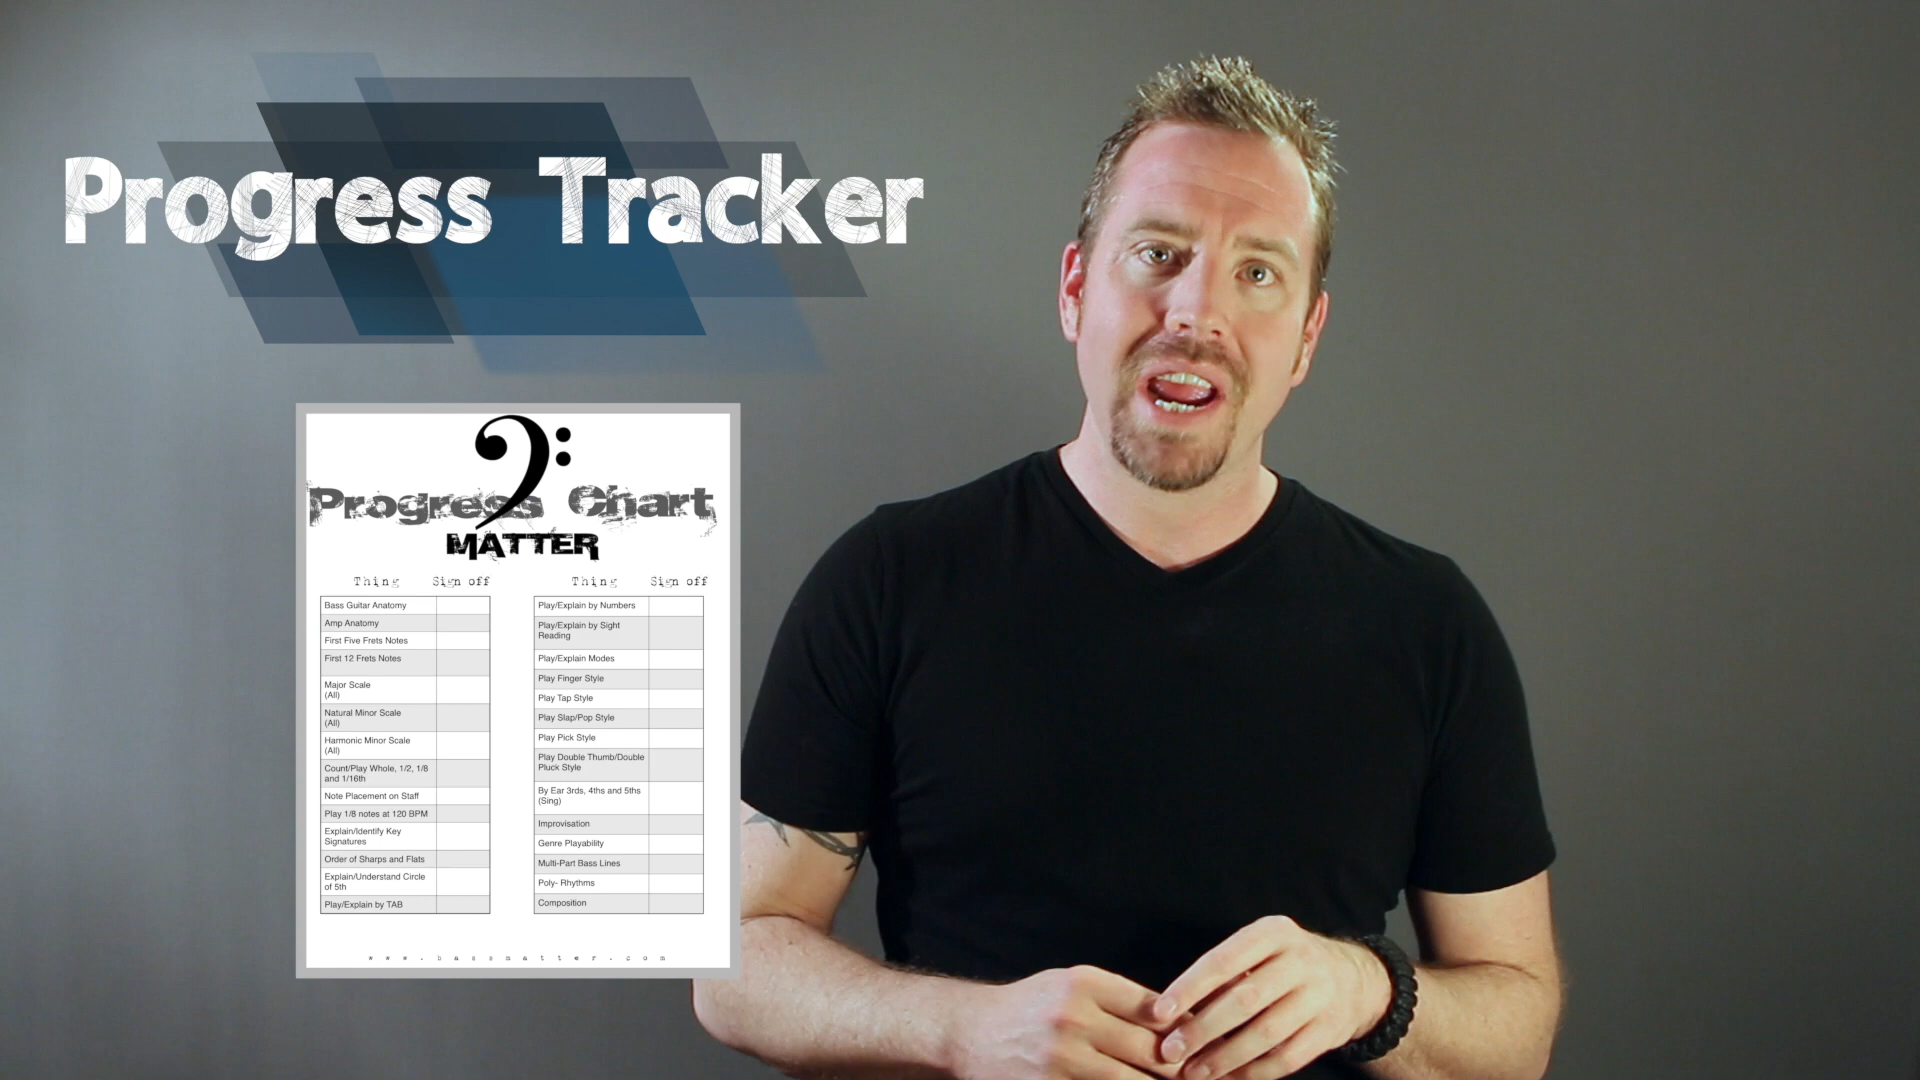 Progress Tracker
Progress Chart
MATTER
Thing Sign off
Bass Guitar Anatomy
Amp Anatomy
First Five Frets Notes
First 12 Frets Notes
Major Scale
(All)
Natural Minor Scale
(All)
Harmonic Minor Scale
(All)
Count/Play Whole, 1/2, 1/8
and 1/16th
Note Placement on Staff
Play 1/8 notes at 120 BPM
Explain/Identify Key
Signatures
Order of Sharps and Flats
Explain/Understand Circle
of 5th
Play/Explain by TAB
Thing Sign off
Play/Explain by Numbers
Play/Explain by Sight
Reading
Play/Explain Modes
Play Finger Style
Play Tap Style
Play Slap/Pop Style
Play Pick Style
Play Double Thumb/Double
Pluck Style
By Ear 3rds, 4ths and 5ths
(Sing)
Improvisation
Genre Playability
Multi-Part Bass Lines
Poly- Rhythms
Composition
www.bassmatter.com